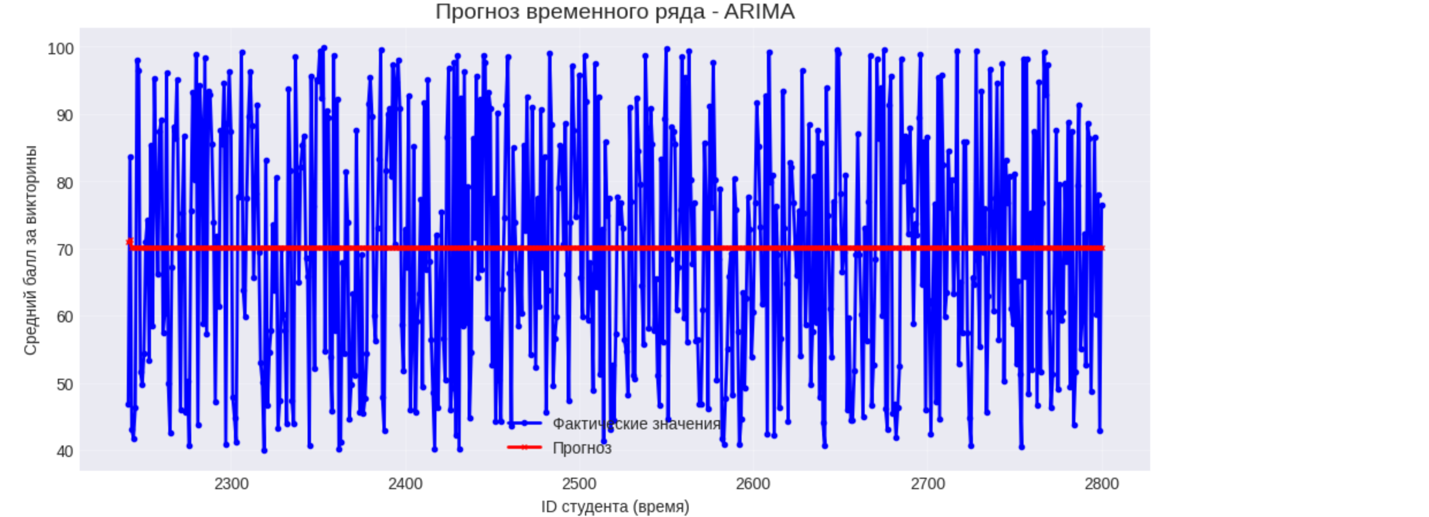 Прогноз временного ряда - ARIMA
100
90
80
70
60
50
40
Средний балл за викторины
Фактические значения
Прогноз
2300
2400
2500
2600
2700
2800
ID студента (время)